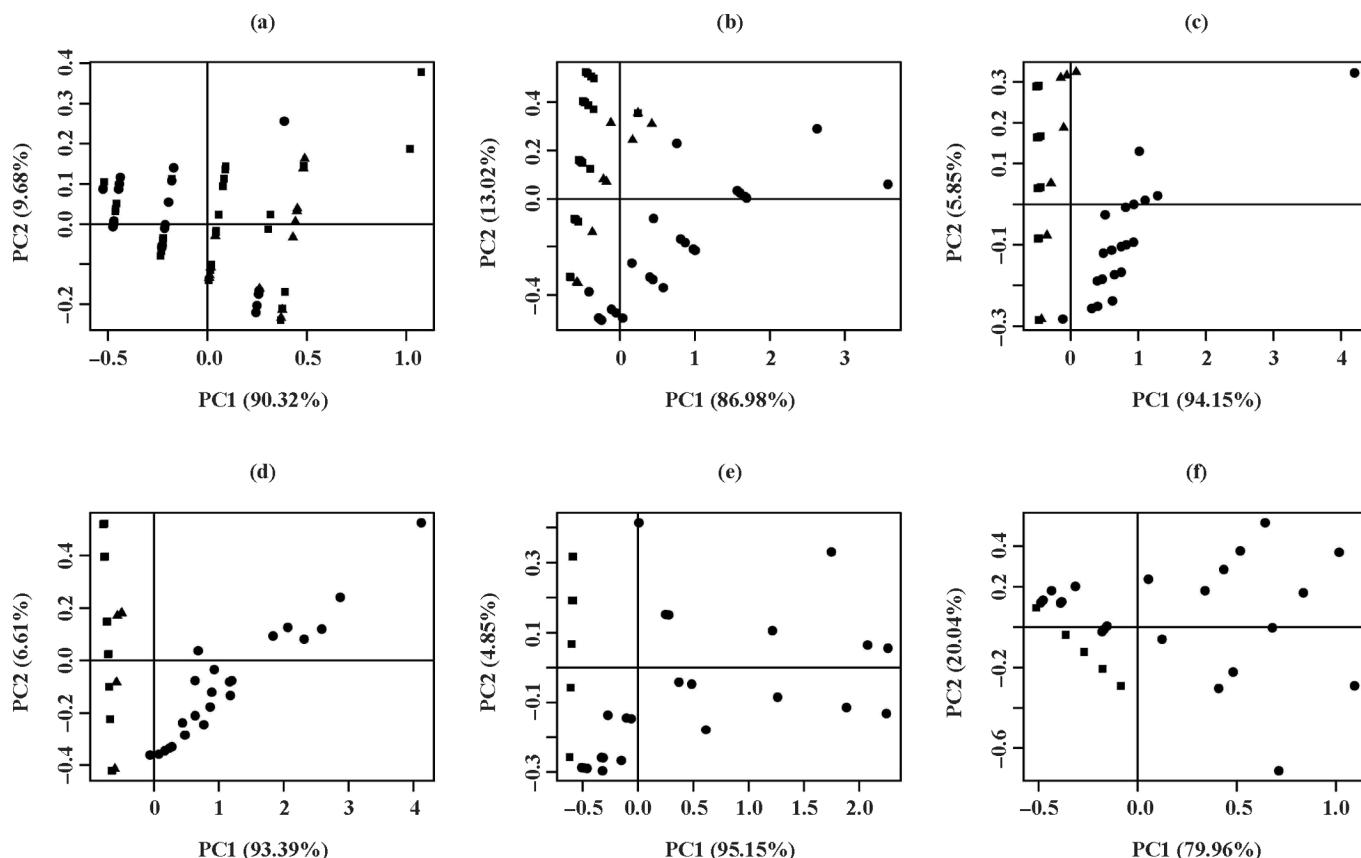 (a) (b) (c)
PC2 (9.68%)
0.4
0.3
0.2
0.1
0.0
−0.2
−0.5 0.0 0.5 1.0
PC1 (90.32%)
PC2 (13.02%)
0.4
0.2
0.0
−0.4
0 1 2 3
PC1 (86.98%)
PC2 (5.85%)
0.3
0.1
−0.1
−0.3
0 1 2 3 4
PC1 (94.15%)
(d) (e) (f)
PC2 (6.61%)
0.4
0.2
0.0
−0.2
−0.4
0 1 2 3 4
PC1 (93.39%)
PC2 (4.85%)
0.3
0.1
−0.1
−0.3
−0.5 0.0 0.5 1.0 1.5 2.0
PC1 (95.15%)
PC2 (20.04%)
0.4
0.2
−0.2
−0.6
−0.5 0.0 0.5 1.0
PC1 (79.96%)